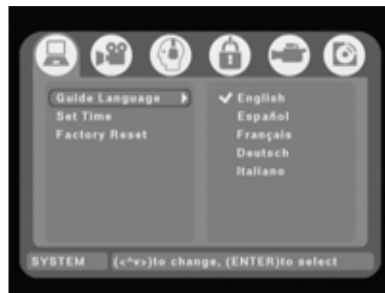 Guide Language
Set Time
Factory Reset
English
Español
Français
Deutsch
Italiano
SYSTEM (<^v>)to change, (ENTER)to select